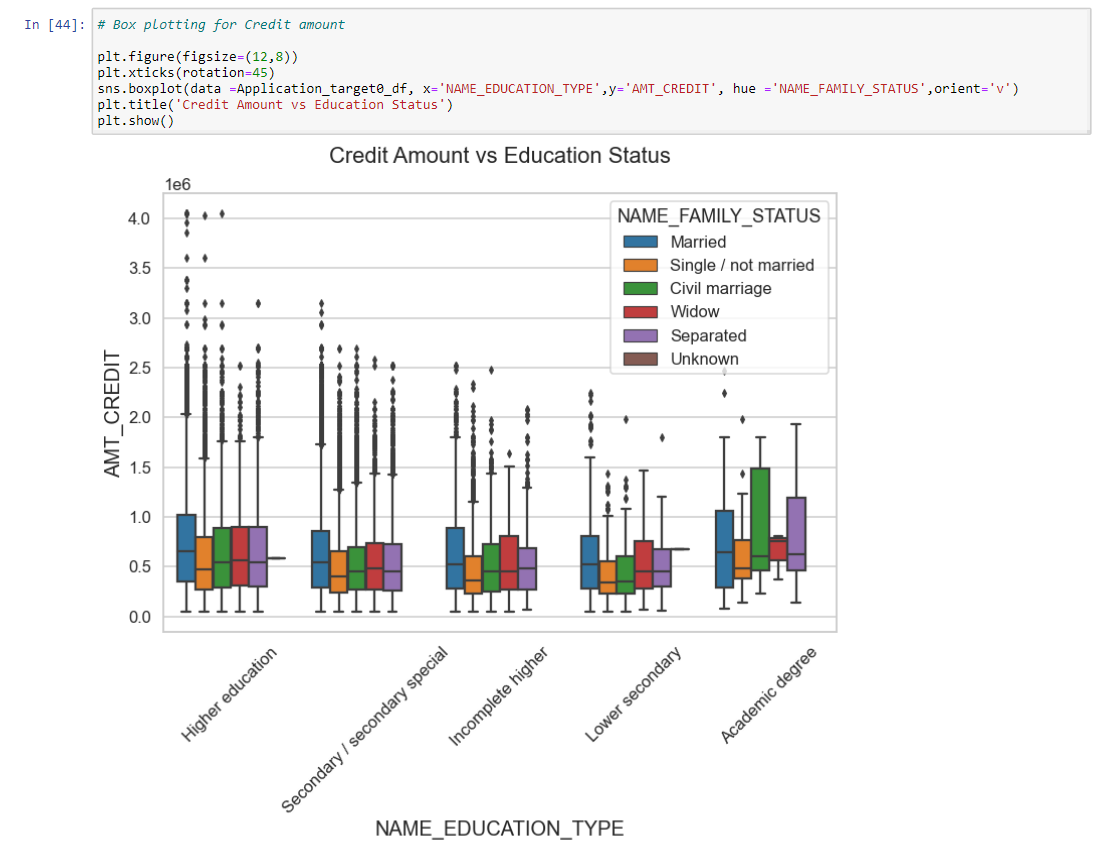 In [44]: # Box plotting for Credit amount
plt.figure(figsize=(12,8))
plt.xticks(rotation=45)
sns.boxplot(data =Application_target0_df, x='NAME_EDUCATION_TYPE',y='AMT_CREDIT', hue ='NAME_FAMILY_STATUS',orient='v')
plt.title('Credit Amount vs Education Status')
plt.show()
Credit Amount vs Education Status
1e6
4.0
3.5
3.0
2.5
2.0
1.5
1.0
0.5
0.0
AMT_CREDIT
NAME_FAMILY_STATUS
Married
Single / not married
Civil marriage
Widow
Separated
Unknown
Higher education
Secondary / secondary special
Incomplete higher
Lower secondary
Academic degree
NAME_EDUCATION_TYPE